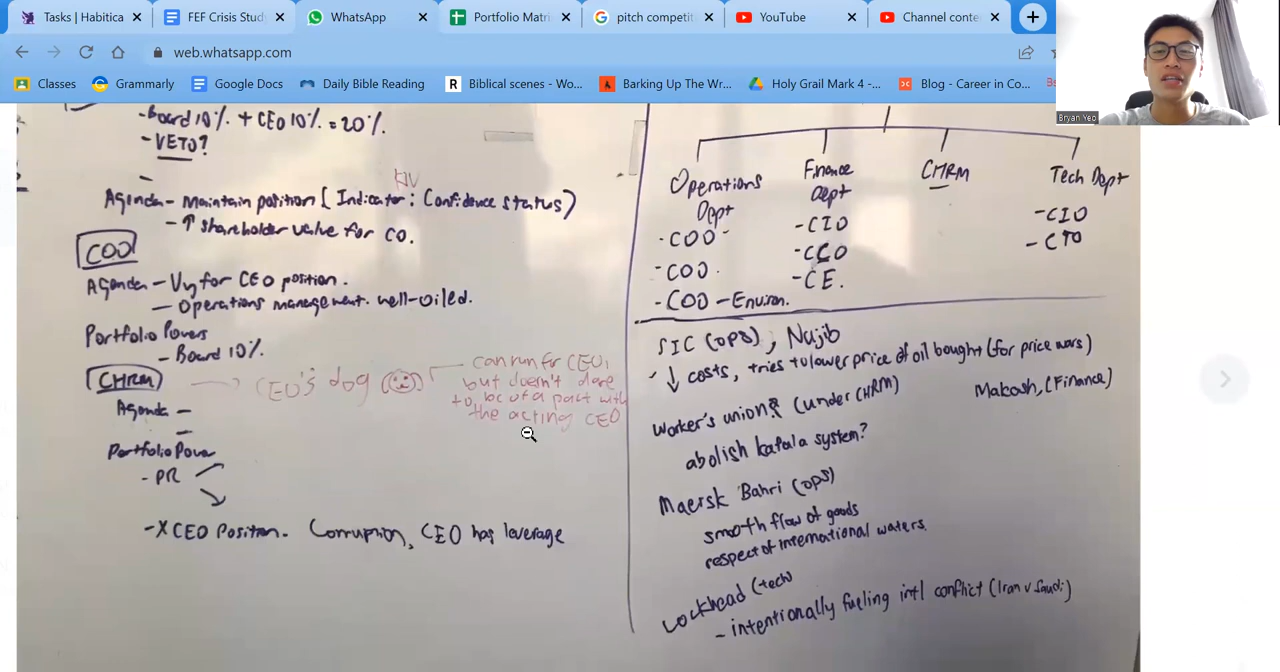 Tasks | Habitica
FEF Crisis Stud
WhatsApp
Portfolio Matri
pitch competiti
YouTube
Channel conte
web.whatsapp.com
Classes
Grammarly
Google Docs
Daily Bible Reading
Biblical scenes - Wo...
Barking Up The Wr...
Holy Grail Mark 4 -...
Blog - Career in Co...
Bryan Yeo
- Board 10% + CEO 10% = 20%.
- VETO?
-
KIV
Agenda - Maintain position [ Indicator : Confidence status)
- ↑ shareholder value for CO.
COO
Agenda - Vy for CEO position.
- Operations management well-oiled.
Portfolio Powers
- Board 10%.
CHRM
CEO's dog
can run for CEO,
but doesn't dare
to, bc of a pact with
the acting CEO
Agenda -
-
Portfolio Power
- PR
- X CEO Position. Corruption, CEO has leverage
Operations
Dept
- COO -
- COO.
- COO - Environ.
Finance
Dept
- CIO
- CCO
- CE.
CHRM
Tech Dept
- CIO
- CTO
SIC (ops), Najib
↓ costs, tries to lower price of oil bought (for price wars)
Makash, (Finance)
Worker's union? (under CHRM)
abolish kafala system?
Maersk Bahri (ops)
smooth flow of goods
respect of international waters.
Lockhead (tech)
- intentionally fueling intl conflict (Iran v Saudi)